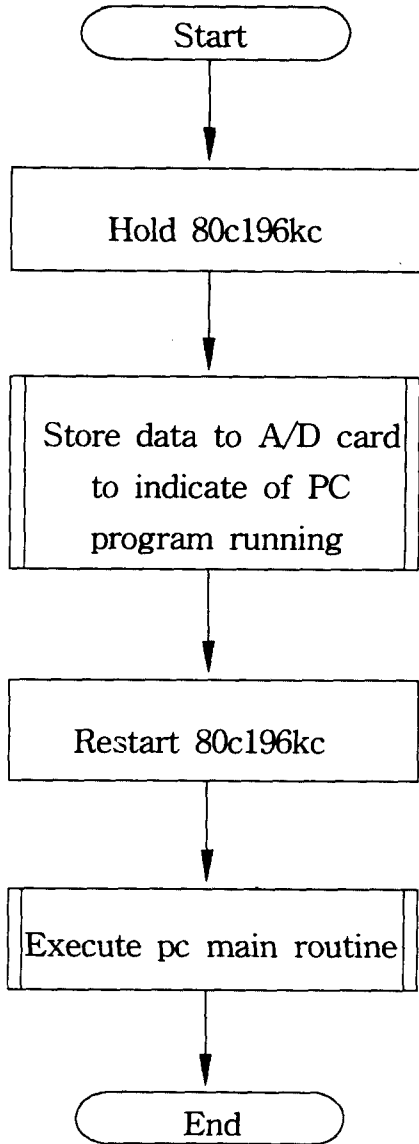 Start
Hold 80c196kc
Store data to A/D card
to indicate of PC
program running
Restart 80c196kc
Execute pc main routine
End